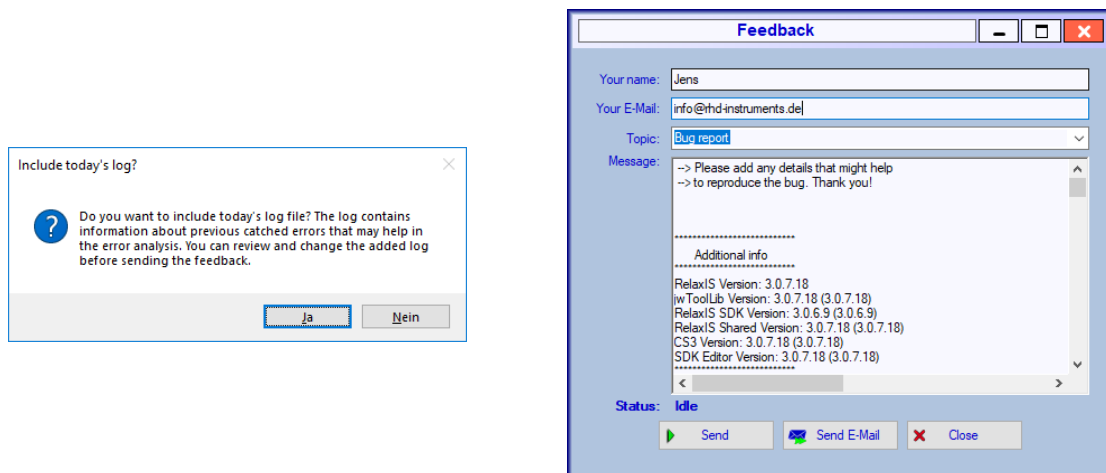 Include today's log?
Do you want to include today's log file? The log contains
information about previous catched errors that may help in
the error analysis. You can review and change the added log
before sending the feedback.
Ja
Nein
Feedback
Your name:
Jens
Your E-Mail:
info@rhd-instruments.de
Topic:
Bug report
Message:
--> Please add any details that might help
--> to reproduce the bug. Thank you!
***************************
Additional info
***************************
RelaxIS Version: 3.0.7.18
jwToolLib Version: 3.0.7.18 (3.0.7.18)
RelaxIS SDK Version: 3.0.6.9 (3.0.6.9)
RelaxIS Shared Version: 3.0.7.18 (3.0.7.18)
CS3 Version: 3.0.7.18 (3.0.7.18)
SDK Editor Version: 3.0.7.18 (3.0.7.18)
***************************
Status: Idle
Send
Send E-Mail
Close